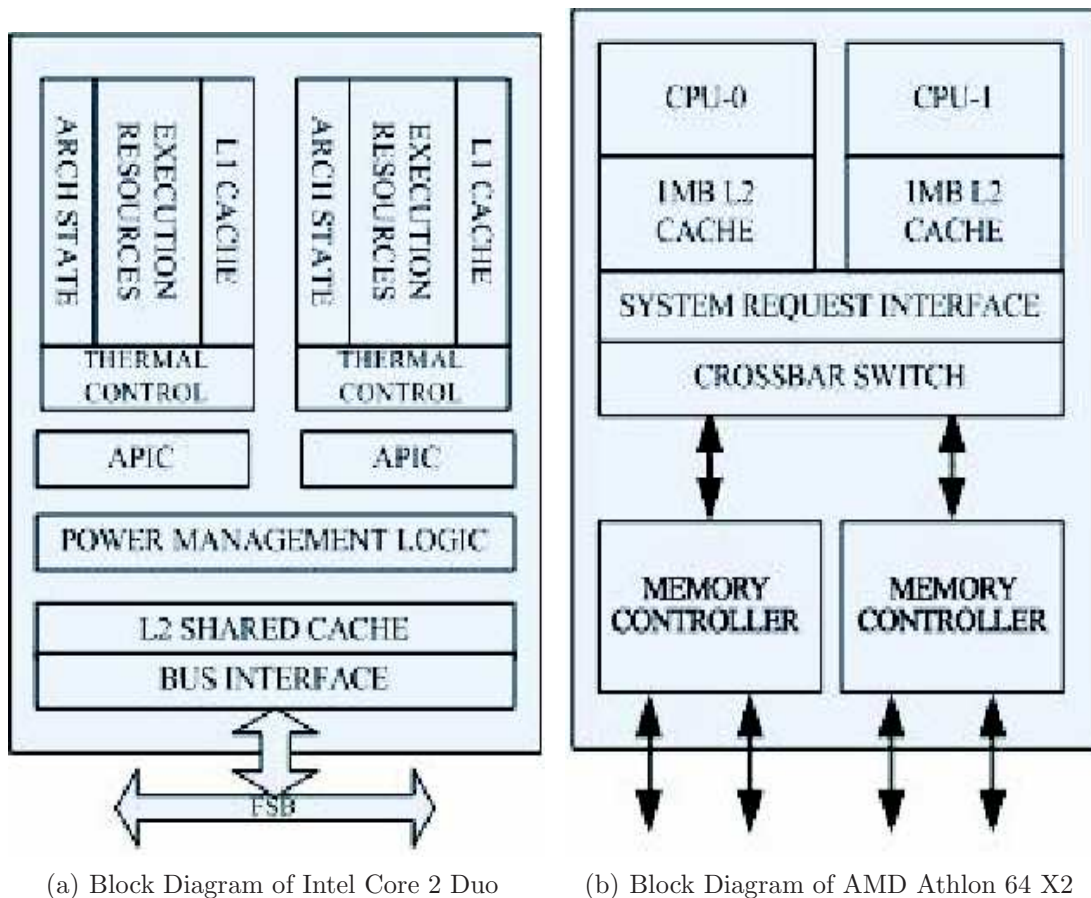 ARCH STATE
EXECUTION
RESOURCES
L1 CACHE
THERMAL
CONTROL
ARCH STATE
EXECUTION
RESOURCES
L1 CACHE
THERMAL
CONTROL
APIC
APIC
POWER MANAGEMENT LOGIC
L2 SHARED CACHE
BUS INTERFACE
FSB
(a) Block Diagram of Intel Core 2 Duo
CPU-0
CPU-1
1MB L2
CACHE
1MB L2
CACHE
SYSTEM REQUEST INTERFACE
CROSSBAR SWITCH
MEMORY
CONTROLLER
MEMORY
CONTROLLER
(b) Block Diagram of AMD Athlon 64 X2